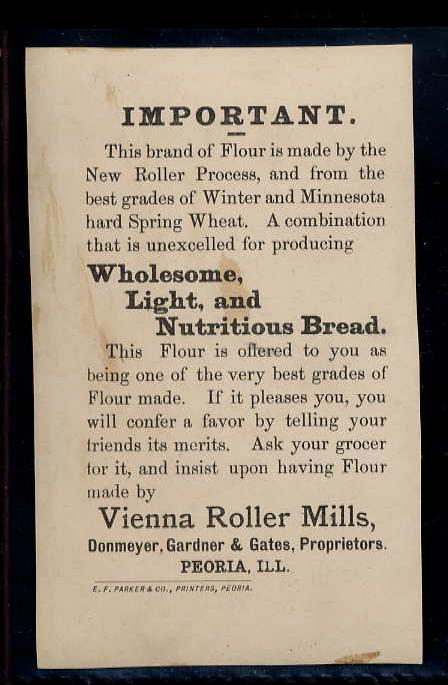 IMPORTANT.
This brand of Flour is made by the
New Roller Process, and from the
best grades of Winter and Minnesota
hard Spring Wheat. A combination
that is unexcelled for producing
Wholesome,
Light, and
Nutritious Bread.
This Flour is offered to you as
being one of the very best grades of
Flour made. If it pleases you, you
will confer a favor by telling your
friends its merits. Ask your grocer
for it, and insist upon having Flour
made by
Vienna Roller Mills,
Donmeyer, Gardner & Gates, Proprietors.
PEORIA, ILL.
E. F. PARKER & CO., PRINTERS, PEORIA.